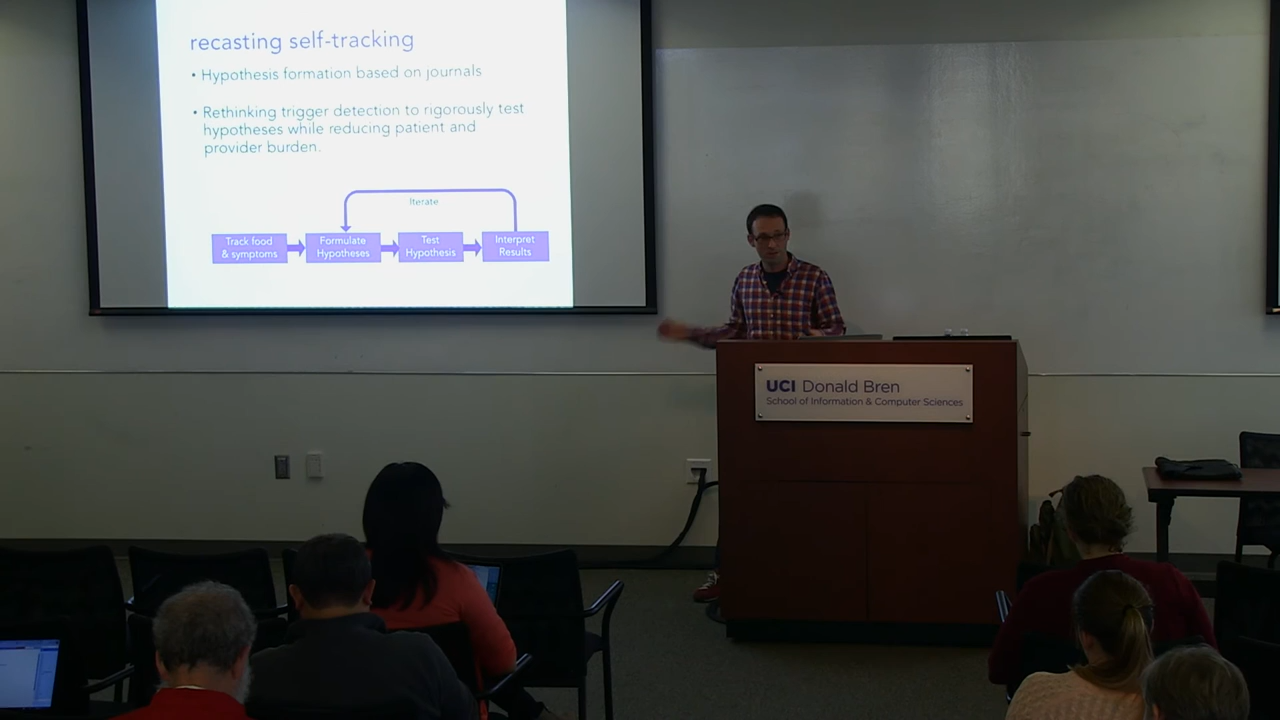 recasting self-tracking
• Hypothesis formation based on journals
• Rethinking trigger detection to rigorously test
hypotheses while reducing patient and
provider burden.
Iterate
Track food
& symptoms
Formulate
Hypotheses
Test
Hypothesis
Interpret
Results
UCI Donald Bren
School of Information & Computer Sciences